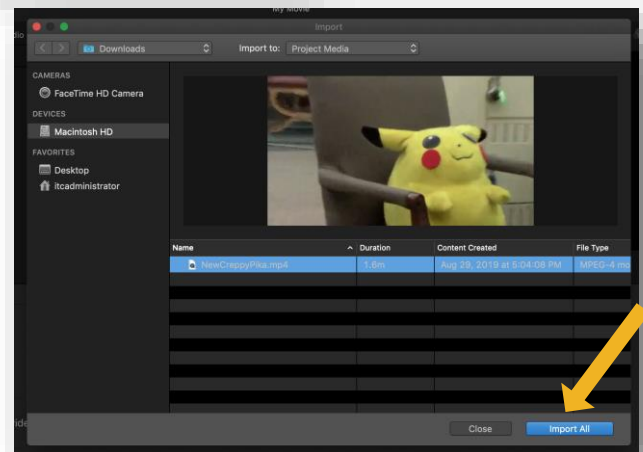 My Movie
Import
Downloads
Import to: Project Media
CAMERAS
FaceTime HD Camera
DEVICES
Macintosh HD
FAVORITES
Desktop
itcadministrator
Name Duration Content Created File Type
NewCreppyPika.mp4 1.6m Aug 29, 2019 at 5:04:08 PM MPEG-4 mo
Close Import All